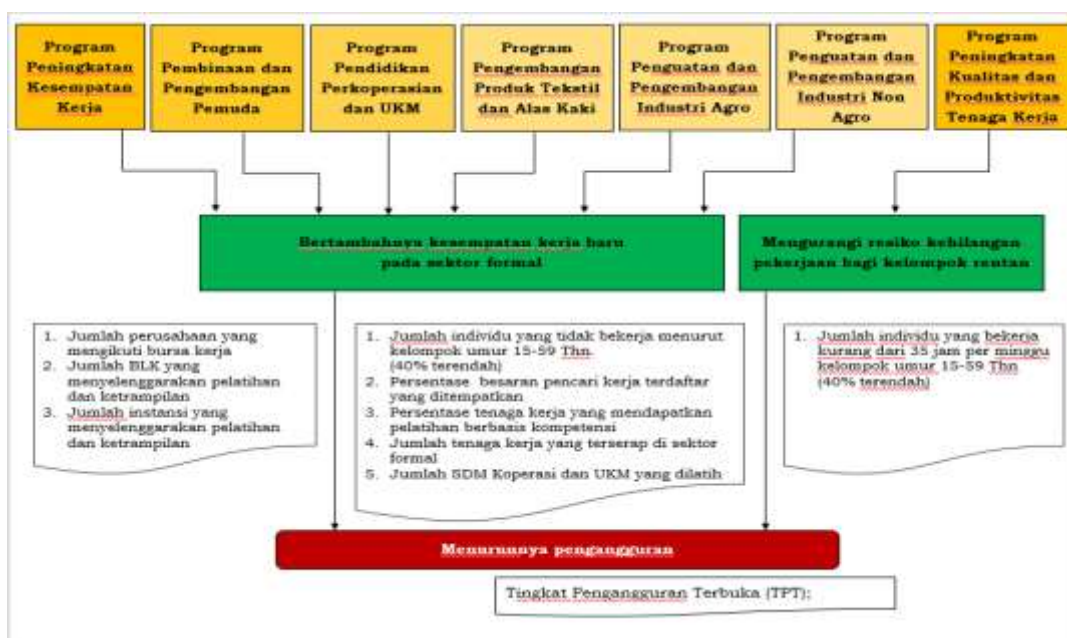 Program
Peningkatan
Kesempatan
Kerja
Program
Pembinaan dan
Pengembangan
Pemuda
Program
Pendidikan
Perkoperasian
dan UKM
Program
Pengembangan
Produk Tekstil
dan Alas Kaki
Program
Penguatan dan
Pengembangan
Industri Agro
Program
Penguatan dan
Pengembangan
Industri Non
Agro
Program
Peningkatan
Kualitas dan
Produktivitas
Tenaga Kerja
Bertambahnya kesempatan kerja baru
pada sektor formal
Mengurangi resiko kehilangan
pekerjaan bagi kelompok rentan
1. Jumlah perusahaan yang
mengikuti bursa kerja
2. Jumlah BLK yang
menyelenggarakan pelatihan
dan ketrampilan
3. Jumlah instansi yang
menyelenggarakan pelatihan
dan ketrampilan
1. Jumlah individu yang tidak bekerja menurut
kelompok umur 15-59 Thn.
(40% terendah)
2. Persentase besaran pencari kerja terdaftar
yang ditempatkan
3. Persentase tenaga kerja yang mendapatkan
pelatihan berbasis kompetensi
4. Jumlah tenaga kerja yang terserap di sektor
formal
5. Jumlah SDM Koperasi dan UKM yang dilatih
1. Jumlah individu yang bekerja
kurang dari 35 jam per minggu
kelompok umur 15-59 Thn
(40% terendah)
Menurunnya pengangguran
Tingkat Pengangguran Terbuka (TPT);